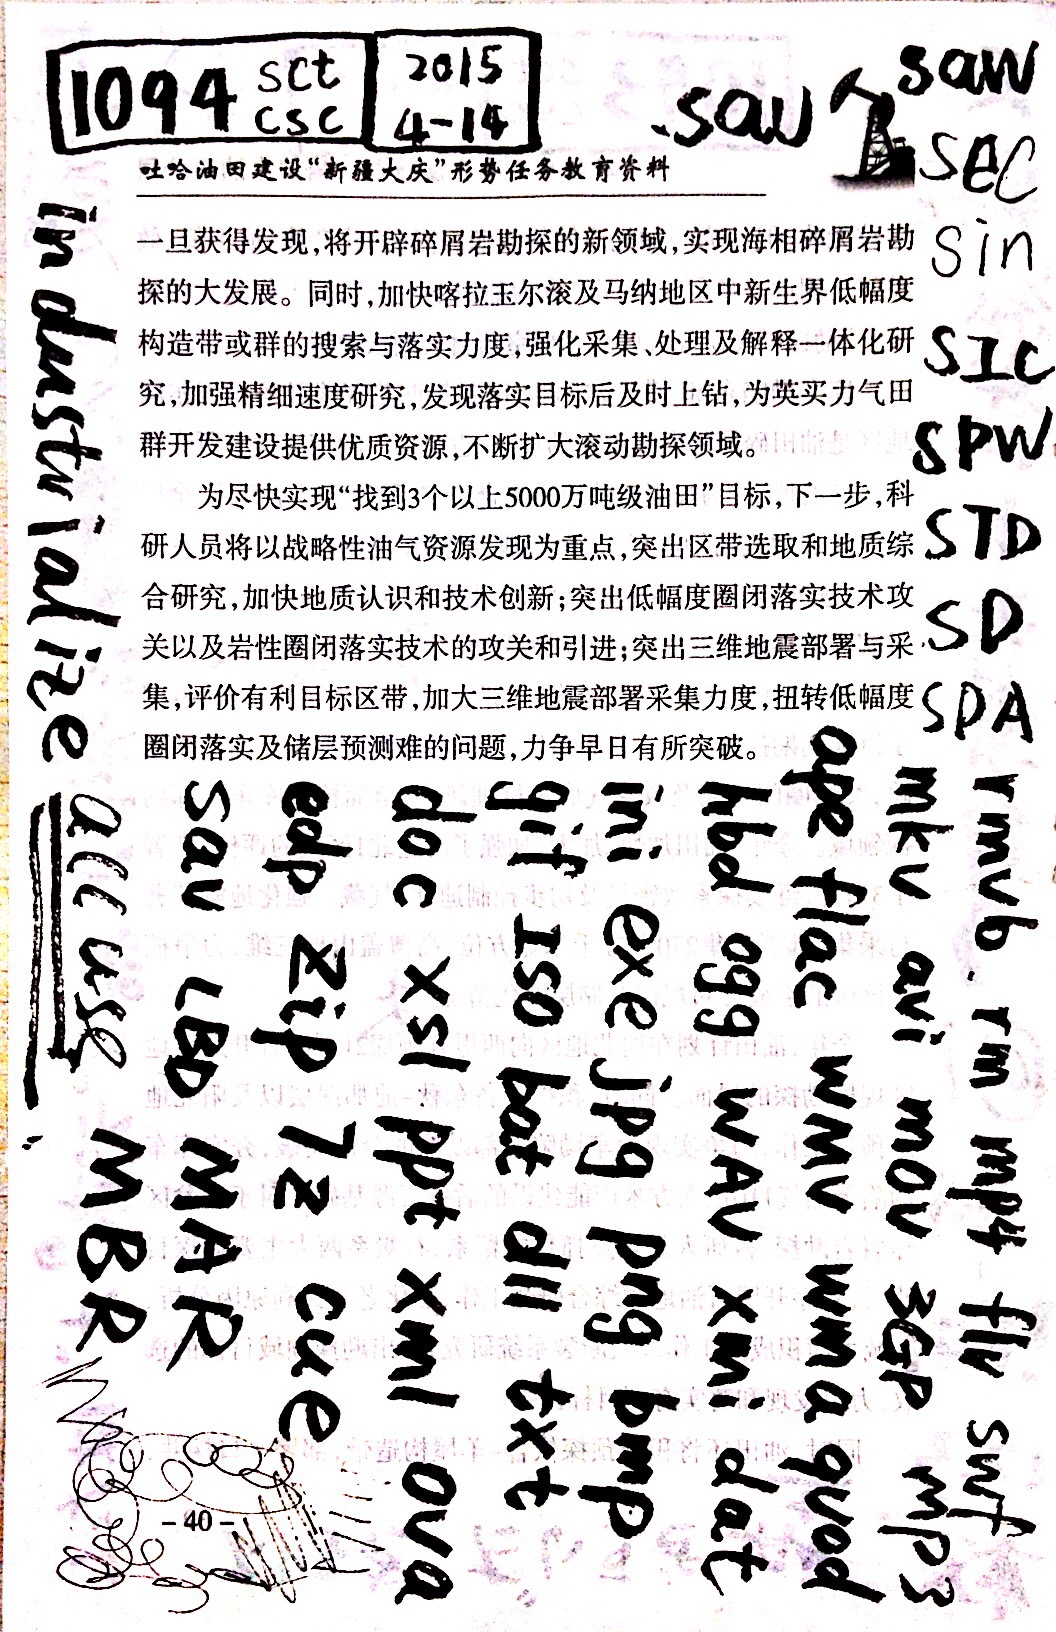 1094 sct csc 2015 4-14
.saw saw
SEC
sin
SIC
SPW
STD
SD
SPA
吐哈油田建设“新疆大庆”形势任务教育资料
一旦获得发现,将开辟碎屑岩勘探的新领域,实现海相碎屑岩勘
探的大发展。同时,加快喀拉玉尔滚及马纳地区中新生界低幅度
构造带或群的搜索与落实力度,强化采集、处理及解释一体化研
究,加强精细速度研究,发现落实目标后及时上钻,为英买力气田
群开发建设提供优质资源,不断扩大滚动勘探领域。
为尽快实现“找到3个以上5000万吨级油田”目标,下一步,科
研人员将以战略性油气资源发现为重点,突出区带选取和地质综
合研究,加快地质认识和技术创新;突出低幅度圈闭落实技术攻
关以及岩性圈闭落实技术的攻关和引进;突出三维地震部署与采
集,评价有利目标区带,加大三维地震部署采集力度,扭转低幅度
圈闭落实及储层预测难的问题,力争早日有所突破。
industrialize
rmvb. rm mp4 flv swf
mkv avi mov 3GP mp3
ape flac wmv wma qvod
hbd ogg wav xmi dat
ini exe jpg png bmp
gif ISO bat dll txt
doc xsl ppt xml ova
edp zip 7z cue
sav LBD MAR
acc use MBR
-40-